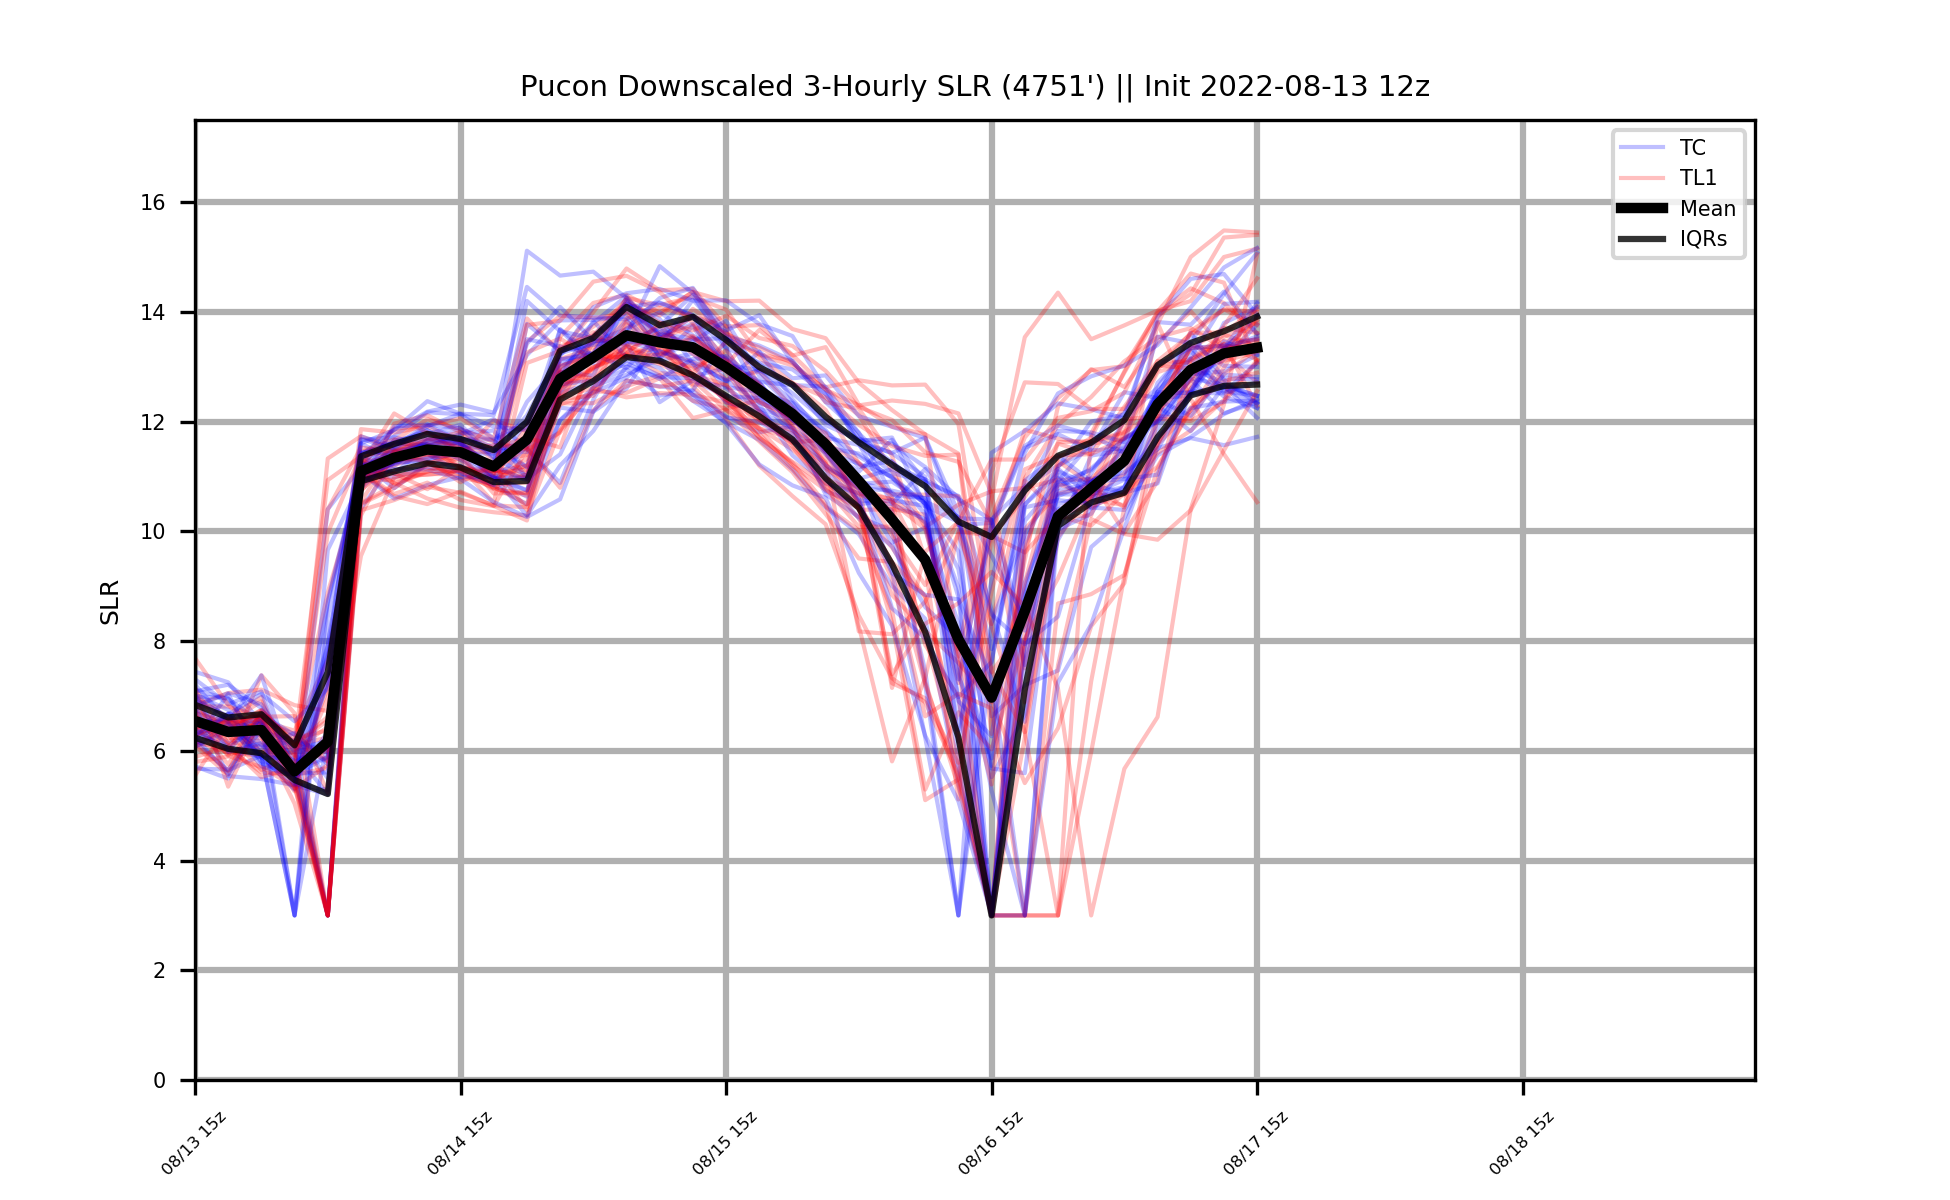 Pucon Downscaled 3-Hourly SLR (4751') || Init 2022-08-13 12z
TC
TL1
Mean
IQRs
SLR
16
14
12
10
8
6
4
2
0
08/13 15z
08/14 15z
08/15 15z
08/16 15z
08/17 15z
08/18 15z